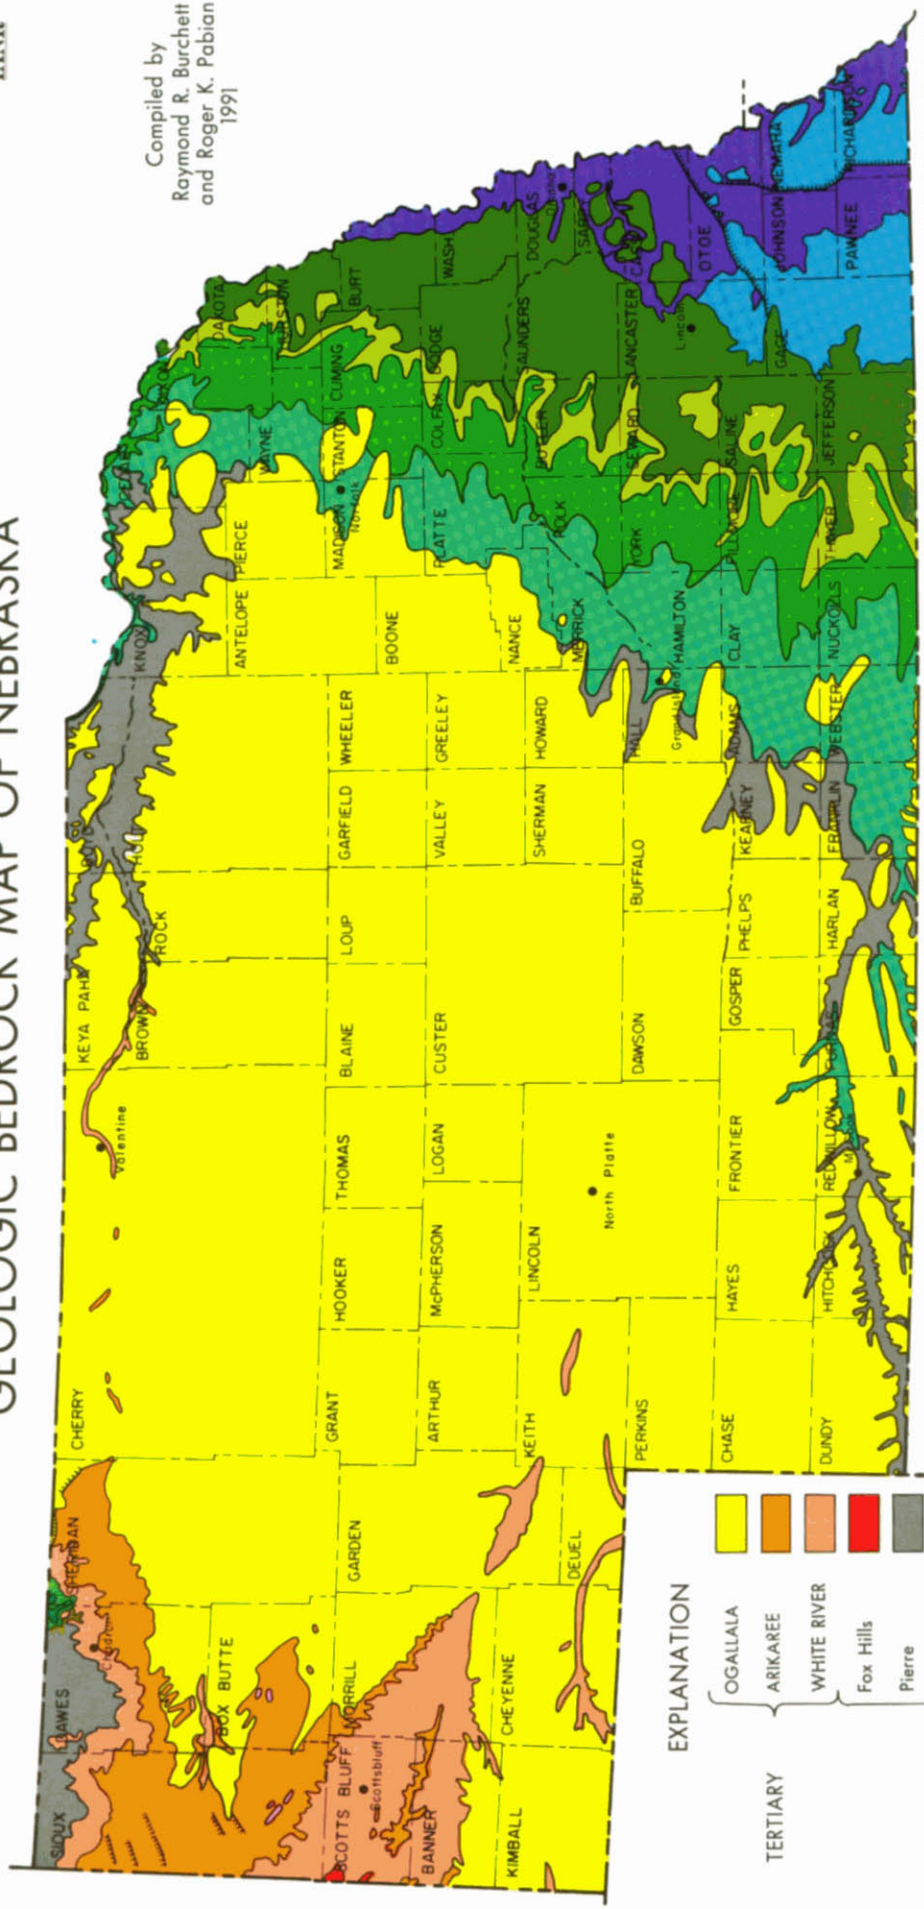 GEOLOGIC BEDROCK MAP OF NEBRASKA
Compiled by
Raymond R. Burchett
and Roger K. Pabian
1991
SIOUX
DAWES
SHERIDAN
CHERRY
KEYA PAHA
BROWN
ROCK
HOLT
KNOX
Chadron
Valentine
BOX BUTTE
ANTELOPE
PIERCE
WAYNE
DAKOTA
SCOTTS BLUFF
Scottsbluff
MORRILL
GARDEN
GRANT
HOOKER
THOMAS
BLAINE
LOUP
GARFIELD
WHEELER
MADISON
Norfolk
STANTON
CUMING
BURT
BANNER
ARTHUR
McPHERSON
LOGAN
CUSTER
VALLEY
GREELEY
BOONE
PLATTE
COLFAX
DODGE
WASH
KIMBALL
CHEYENNE
DEUEL
KEITH
LINCOLN
North Platte
SHERMAN
HOWARD
NANCE
MERRICK
POLK
BUTLER
SAUNDERS
DOUGLAS
Omaha
SARPY
PERKINS
DAWSON
BUFFALO
HALL
Grand Island
HAMILTON
YORK
SEWARD
LANCASTER
Lincoln
CASS
OTOE
CHASE
HAYES
FRONTIER
GOSPER
PHELPS
KEARNEY
ADAMS
CLAY
FILLMORE
SALINE
GAGE
JOHNSON
NEMAHA
DUNDY
HITCHCOCK
REDWILLOW
FURNAS
HARLAN
FRANKLIN
WEBSTER
NUCKOLLS
THAYER
JEFFERSON
PAWNEE
RICHARDSON
EXPLANATION
TERTIARY
OGALLALA
ARIKAREE
WHITE RIVER
Fox Hills
Pierre